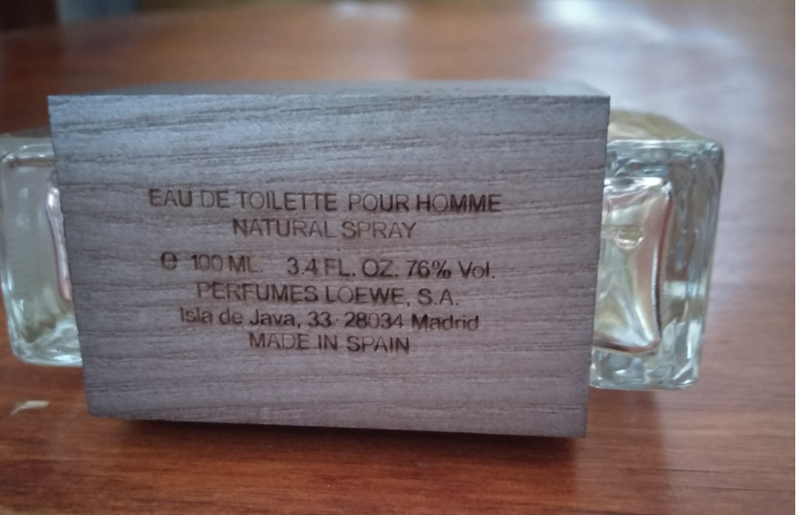 EAU DE TOILETTE POUR HOMME
NATURAL SPRAY
℮ 100 ML. 3.4 FL. OZ. 76% Vol.
PERFUMES LOEWE, S.A.
Isla de Java, 33-28034 Madrid
MADE IN SPAIN